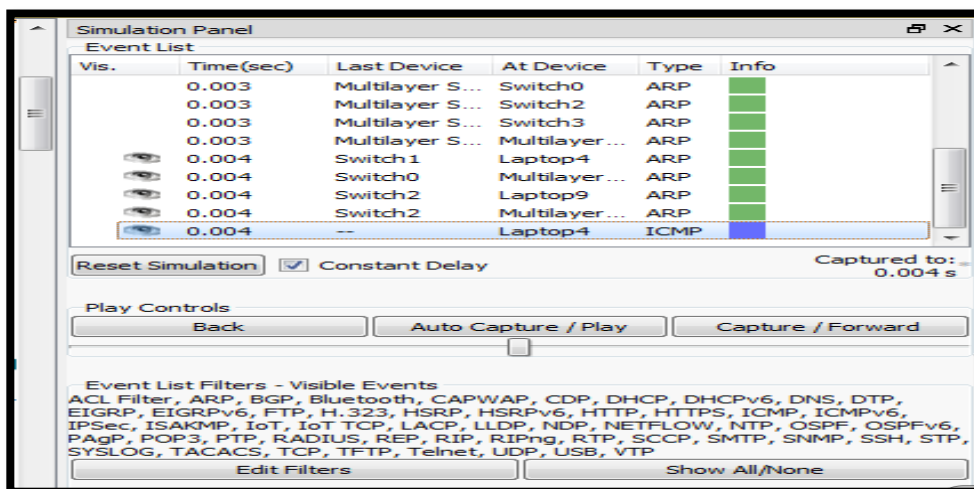 Simulation Panel
Event List
Vis. Time(sec) Last Device At Device Type Info
0.003 Multilayer S... Switch0 ARP
0.003 Multilayer S... Switch2 ARP
0.003 Multilayer S... Switch3 ARP
0.003 Multilayer S... Multilayer... ARP
0.004 Switch1 Laptop4 ARP
0.004 Switch0 Multilayer... ARP
0.004 Switch2 Laptop9 ARP
0.004 Switch2 Multilayer... ARP
0.004 -- Laptop4 ICMP
Reset Simulation Constant Delay Captured to:
0.004 s
Play Controls
Back Auto Capture / Play Capture / Forward
Event List Filters - Visible Events
ACL Filter, ARP, BGP, Bluetooth, CAPWAP, CDP, DHCP, DHCPv6, DNS, DTP,
EIGRP, EIGRPv6, FTP, H.323, HSRP, HSRPv6, HTTP, HTTPS, ICMP, ICMPv6,
IPSec, ISAKMP, IoT, IoT TCP, LACP, LLDP, NDP, NETFLOW, NTP, OSPF, OSPFv6,
PAgP, POP3, PTP, RADIUS, REP, RIP, RIPng, RTP, SCCP, SMTP, SNMP, SSH, STP,
SYSLOG, TACACS, TCP, TFTP, Telnet, UDP, USB, VTP
Edit Filters Show All/None